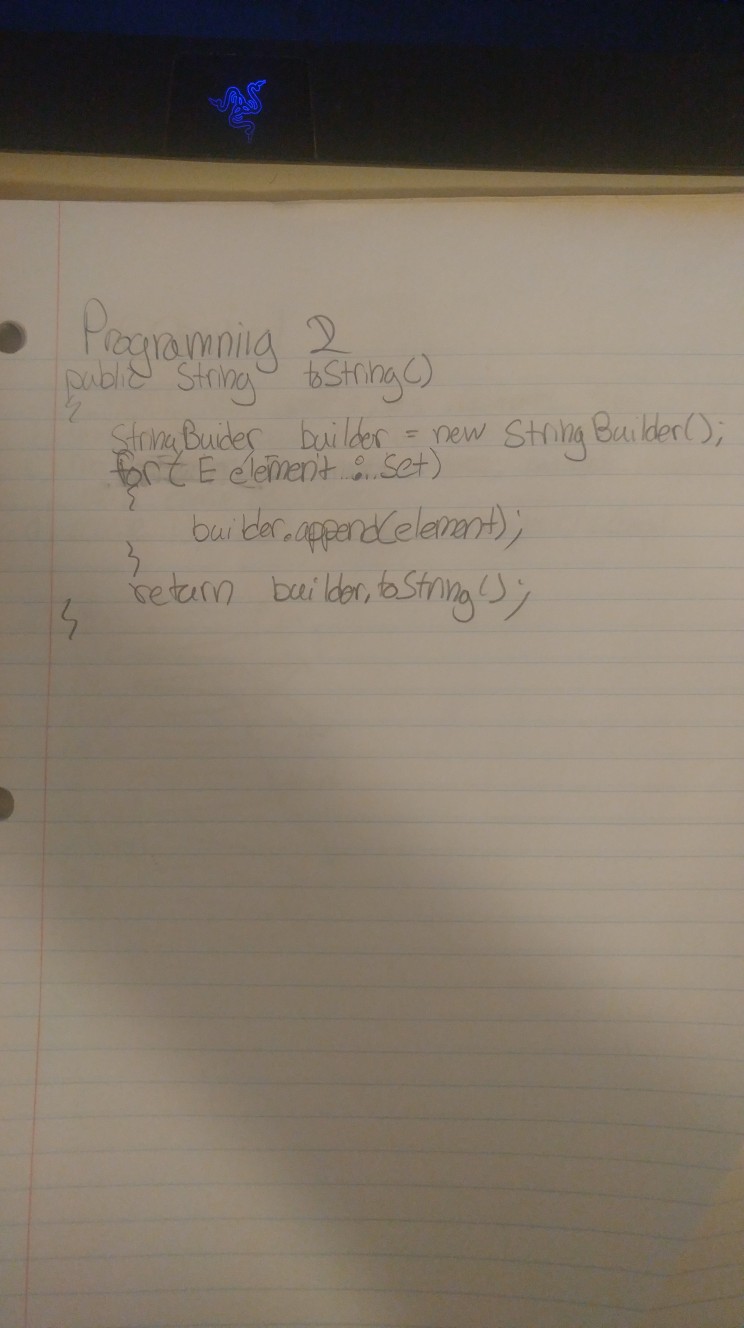 Programniig 2
public String toString()
{
StringBuider builder = new StringBuilder();
for( E element : set)
{
builder.append(element);
}
return builder.toString();
}